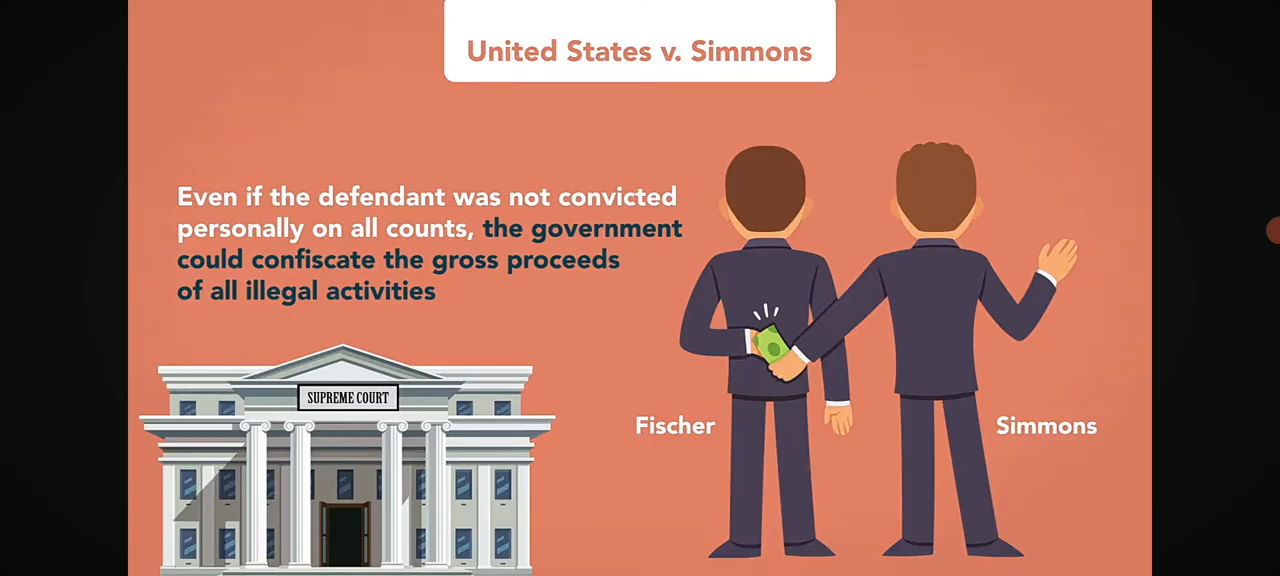 United States v. Simmons
Even if the defendant was not convicted
personally on all counts, the government
could confiscate the gross proceeds
of all illegal activities
SUPREME COURT
Fischer
Simmons